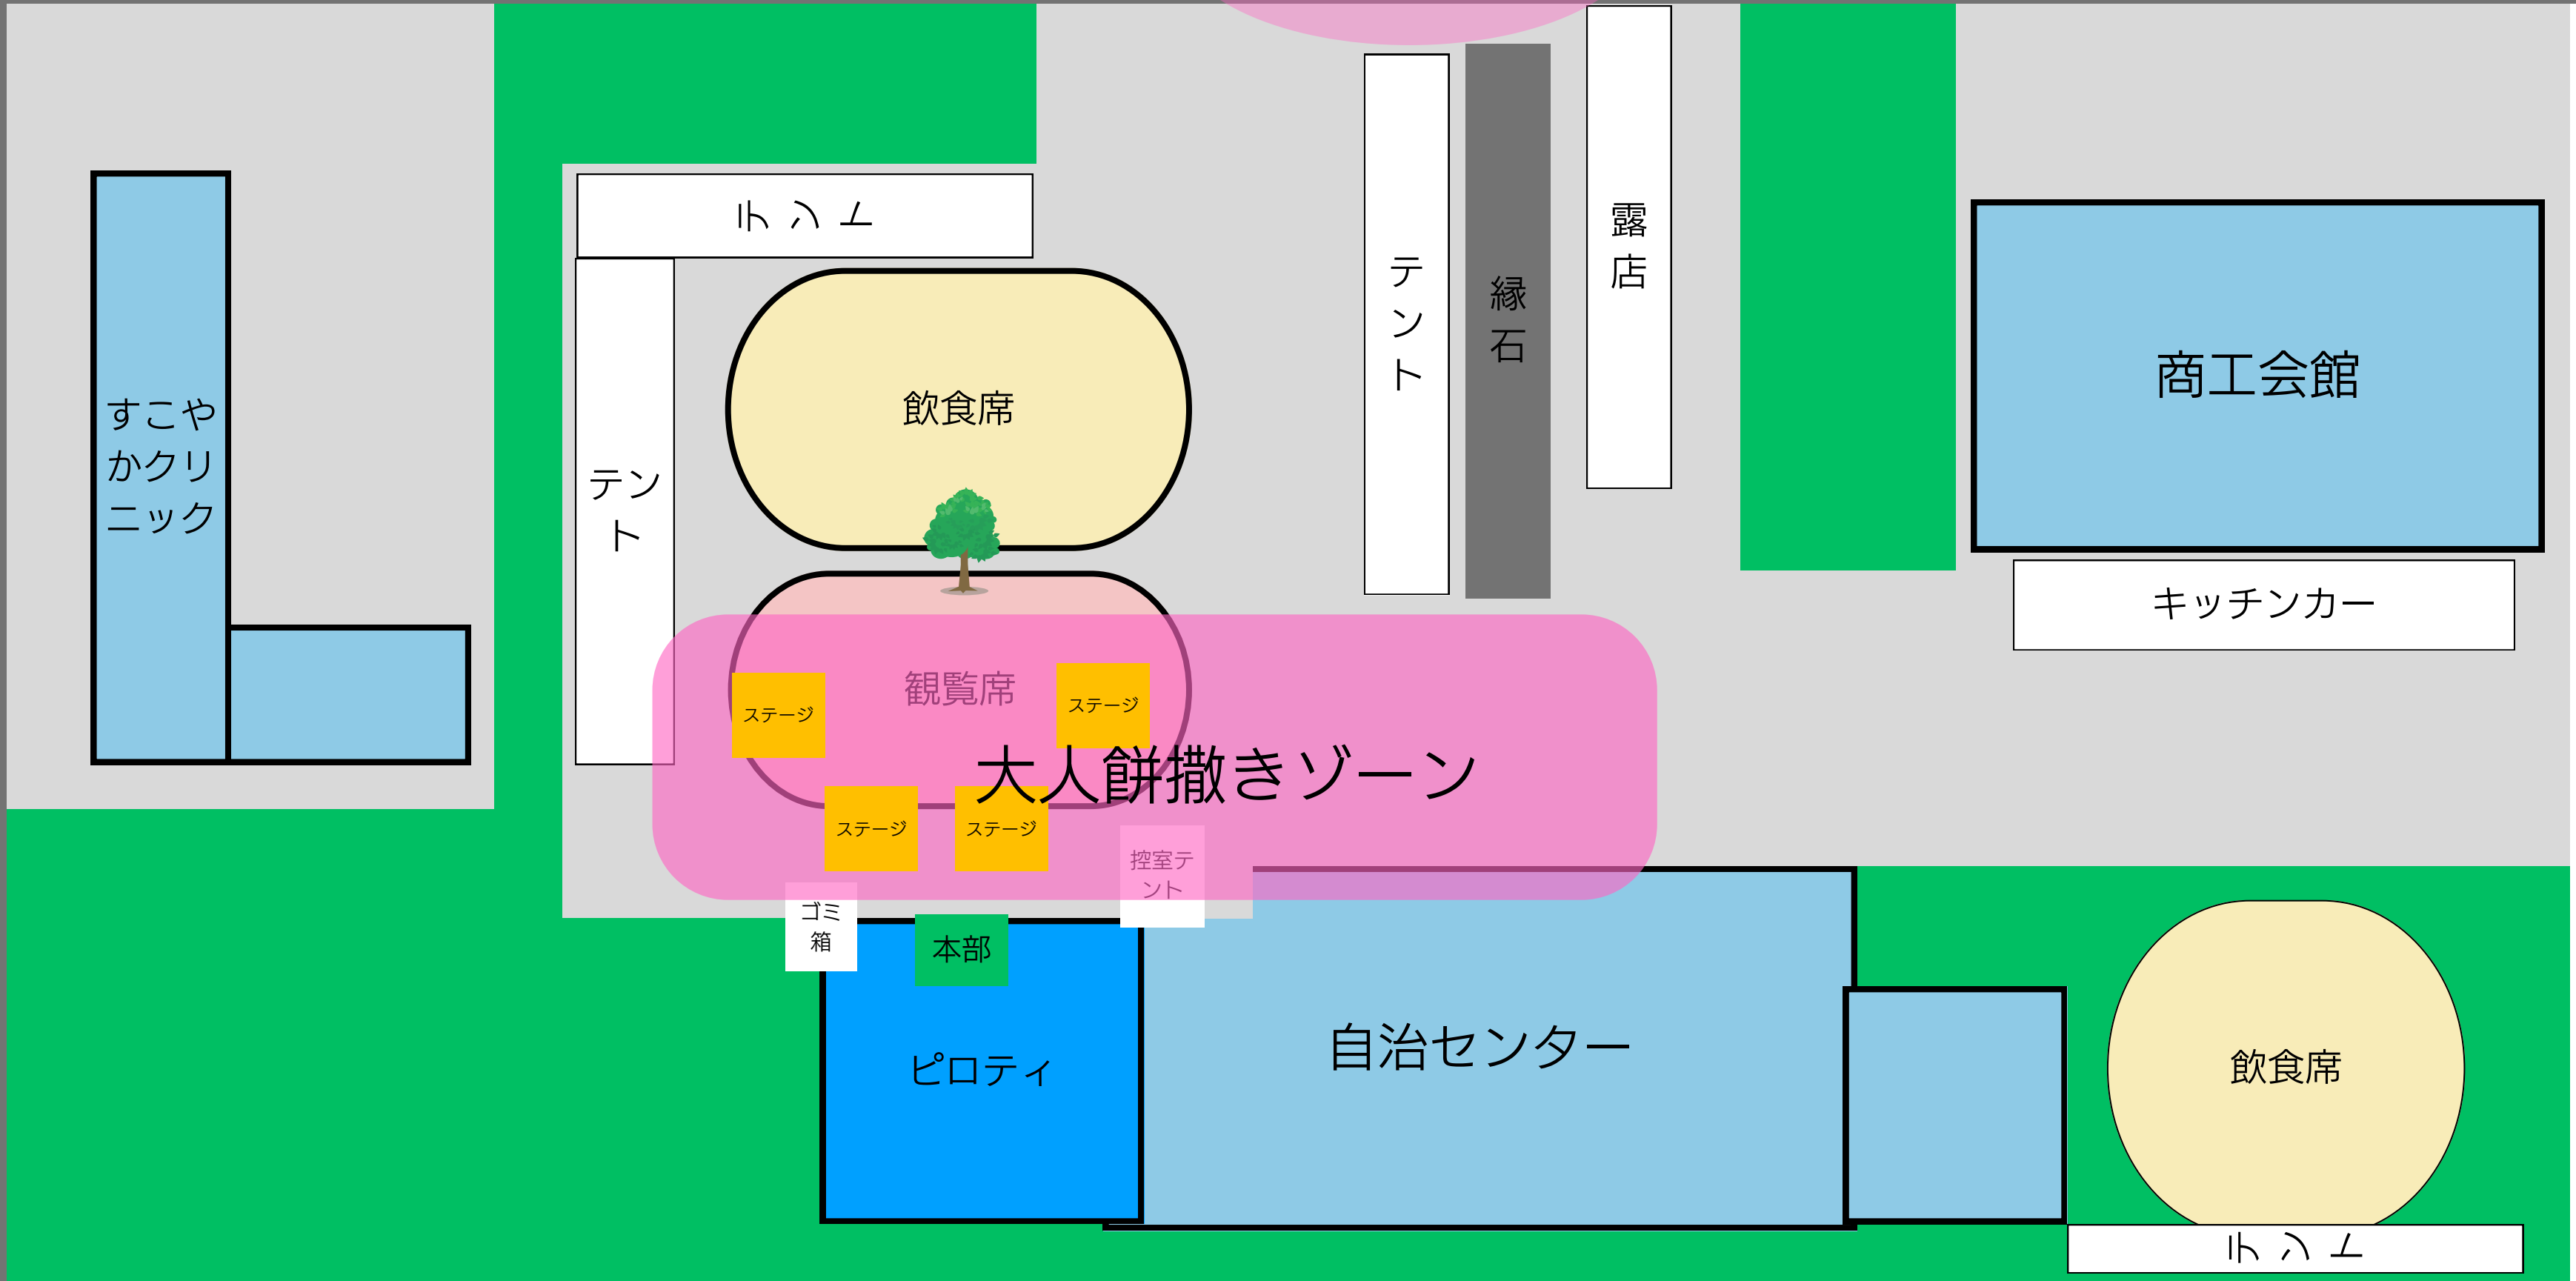 テント
露
店
テ
ン
ト
縁
石
商工会館
飲食席
すこや
かクリ
ニック
テン
ト
キッチンカー
観覧席
ステージ
ステージ
大人餅撒きゾーン
ステージ
ステージ
控室テ
ント
ゴミ
箱
本部
自治センター
ピロティ
飲食席
テント